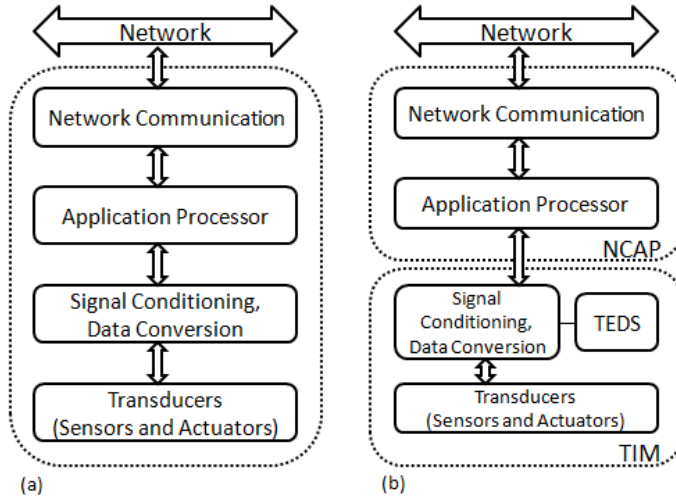 Network
Network Communication
Application Processor
Signal Conditioning,
Data Conversion
Transducers
(Sensors and Actuators)
(a)
Network
Network Communication
Application Processor
NCAP
Signal
Conditioning,
Data Conversion
TEDS
Transducers
(Sensors and Actuators)
TIM
(b)